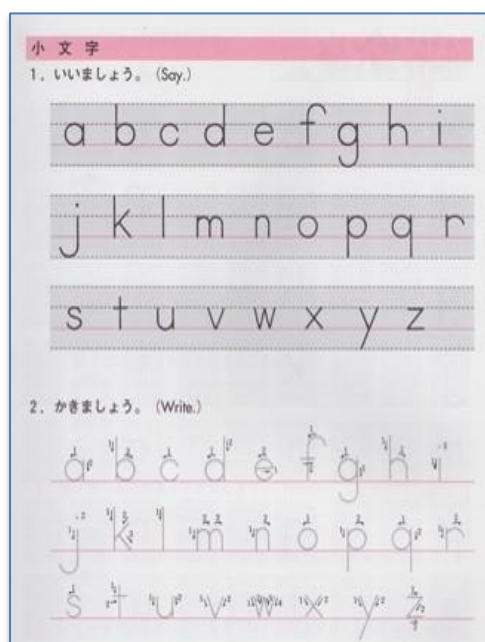 小文字
1. いいましょう。 (Say.)
a b c d e f g h i
j k l m n o p q r
s t u v w x y z
2. かきましょう。 (Write.)
a b c d e f g h i
j k l m n o p q r
s t u v w x y z